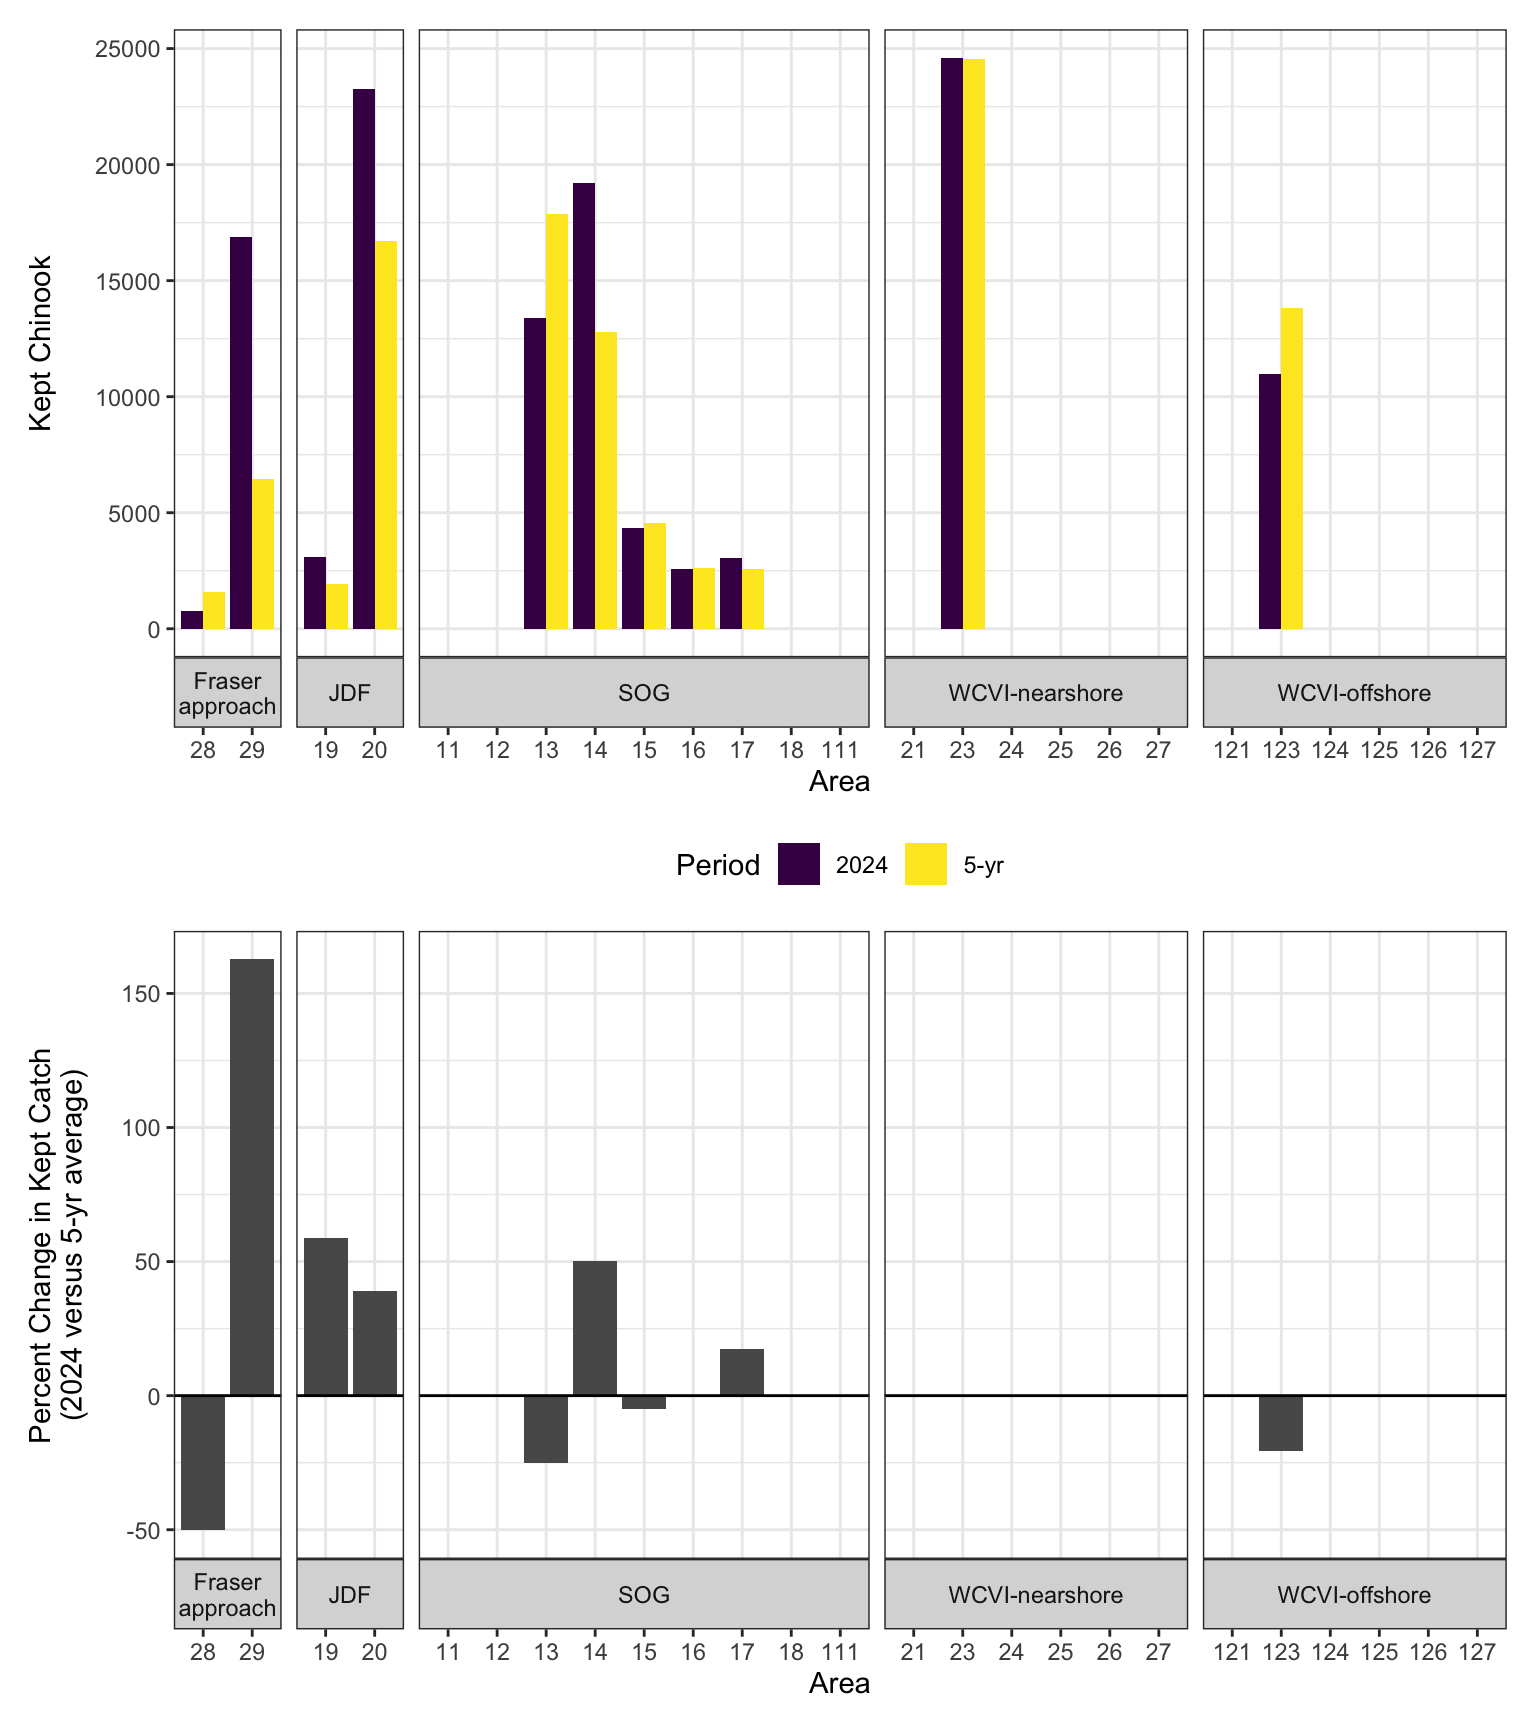 25000
20000
15000
10000
5000
0
Kept Chinook
Fraser
approach
JDF
SOG
WCVI-nearshore
WCVI-offshore
28 29 19 20 11 12 13 14 15 16 17 18 111 21 23 24 25 26 27 121 123 124 125 126 127
Area
Period 2024 5-yr
150
100
50
0
-50
Percent Change in Kept Catch
(2024 versus 5-yr average)
Fraser
approach
JDF
SOG
WCVI-nearshore
WCVI-offshore
28 29 19 20 11 12 13 14 15 16 17 18 111 21 23 24 25 26 27 121 123 124 125 126 127
Area